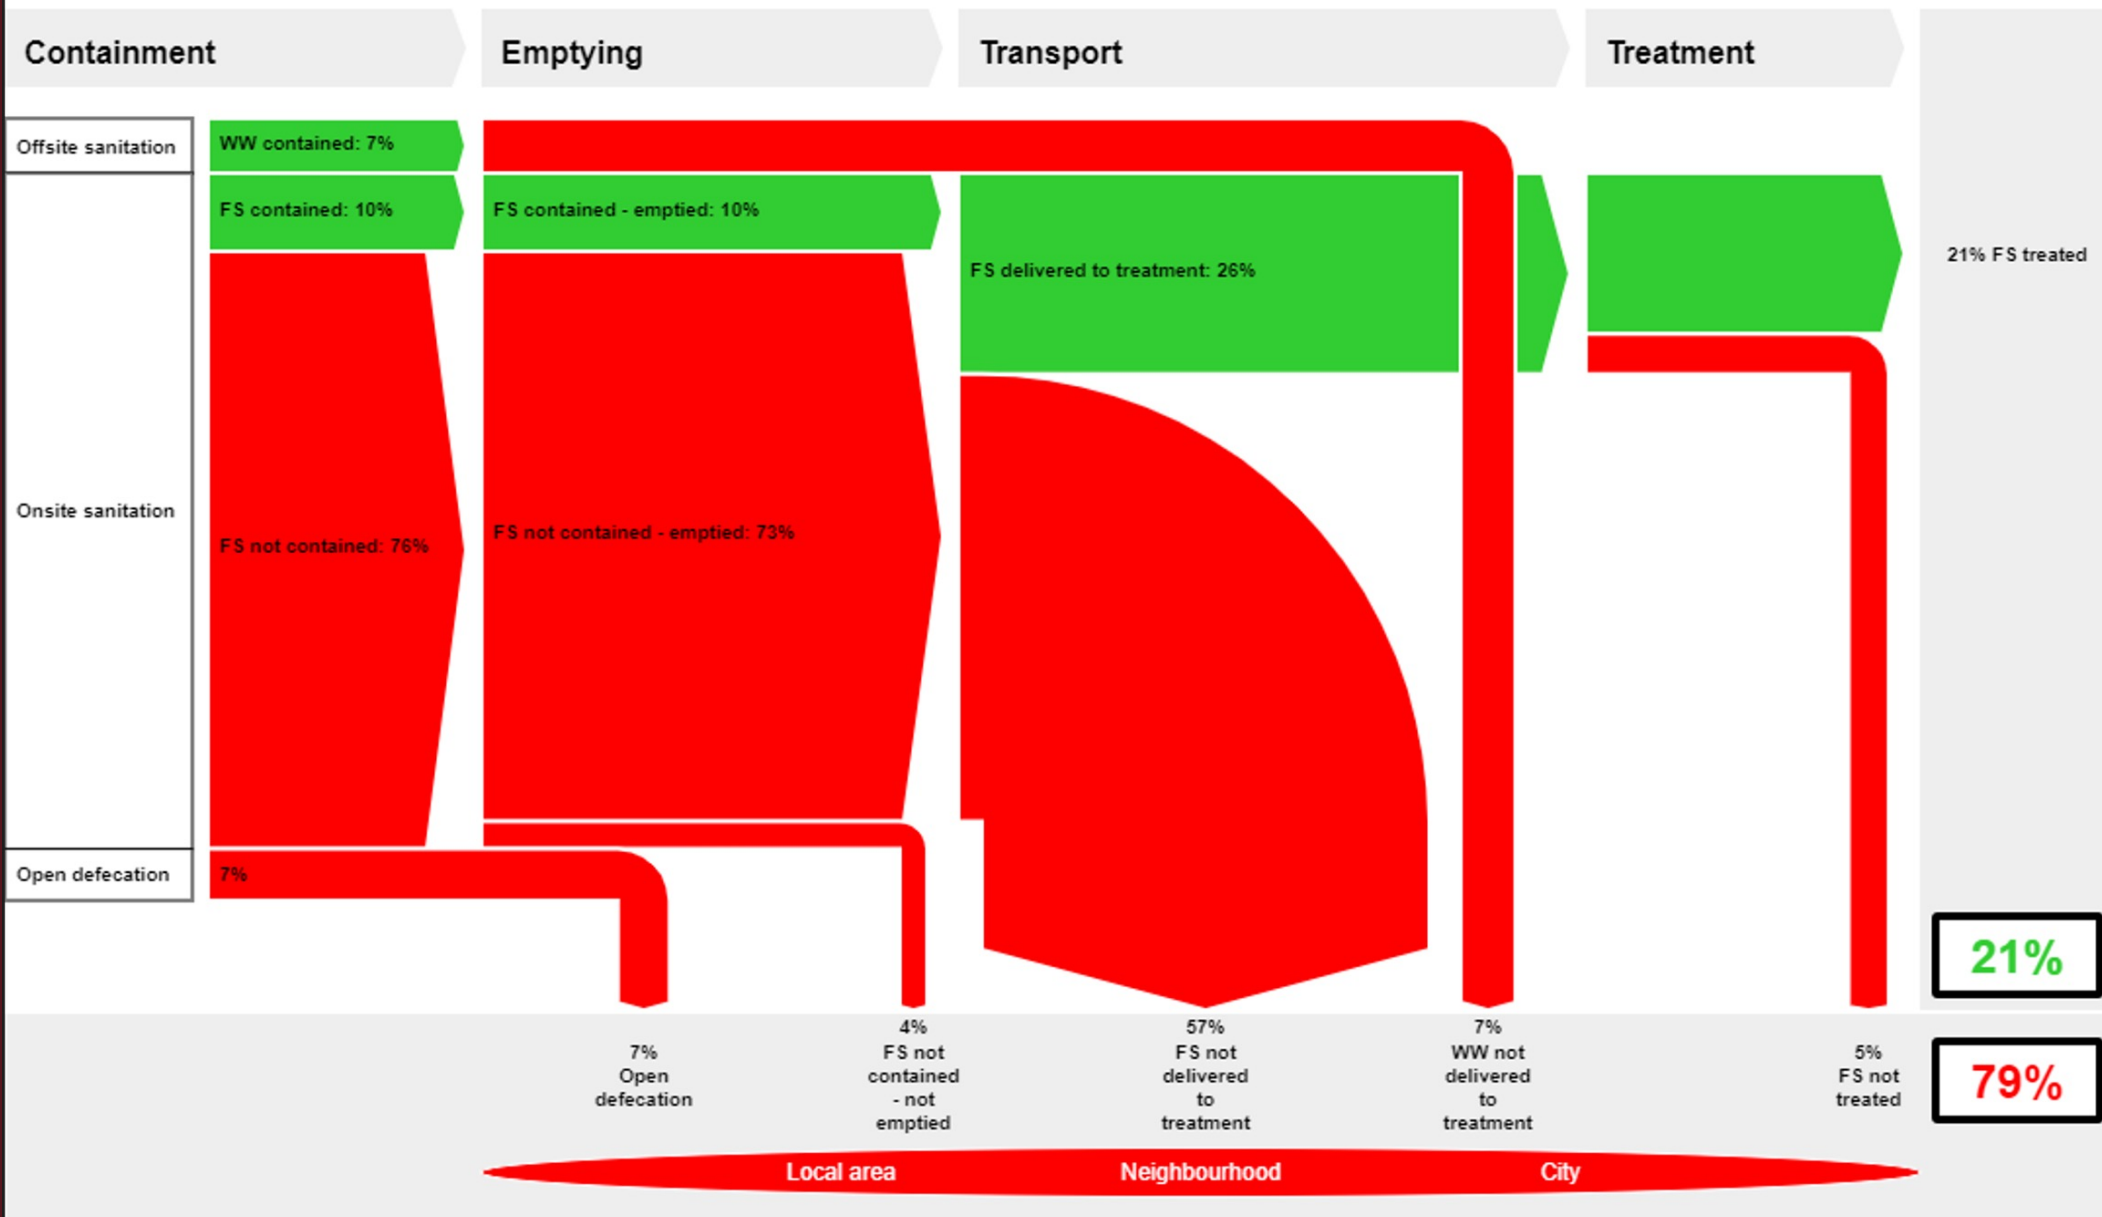 Containment
Emptying
Transport
Treatment
Offsite sanitation
WW contained: 7%
FS contained: 10%
FS contained - emptied: 10%
FS delivered to treatment: 26%
21% FS treated
Onsite sanitation
FS not contained: 76%
FS not contained - emptied: 73%
Open defecation
7%
21%
7%
Open
defecation
4%
FS not
contained
- not
emptied
57%
FS not
delivered
to
treatment
7%
WW not
delivered
to
treatment
5%
FS not
treated
79%
Local area
Neighbourhood
City